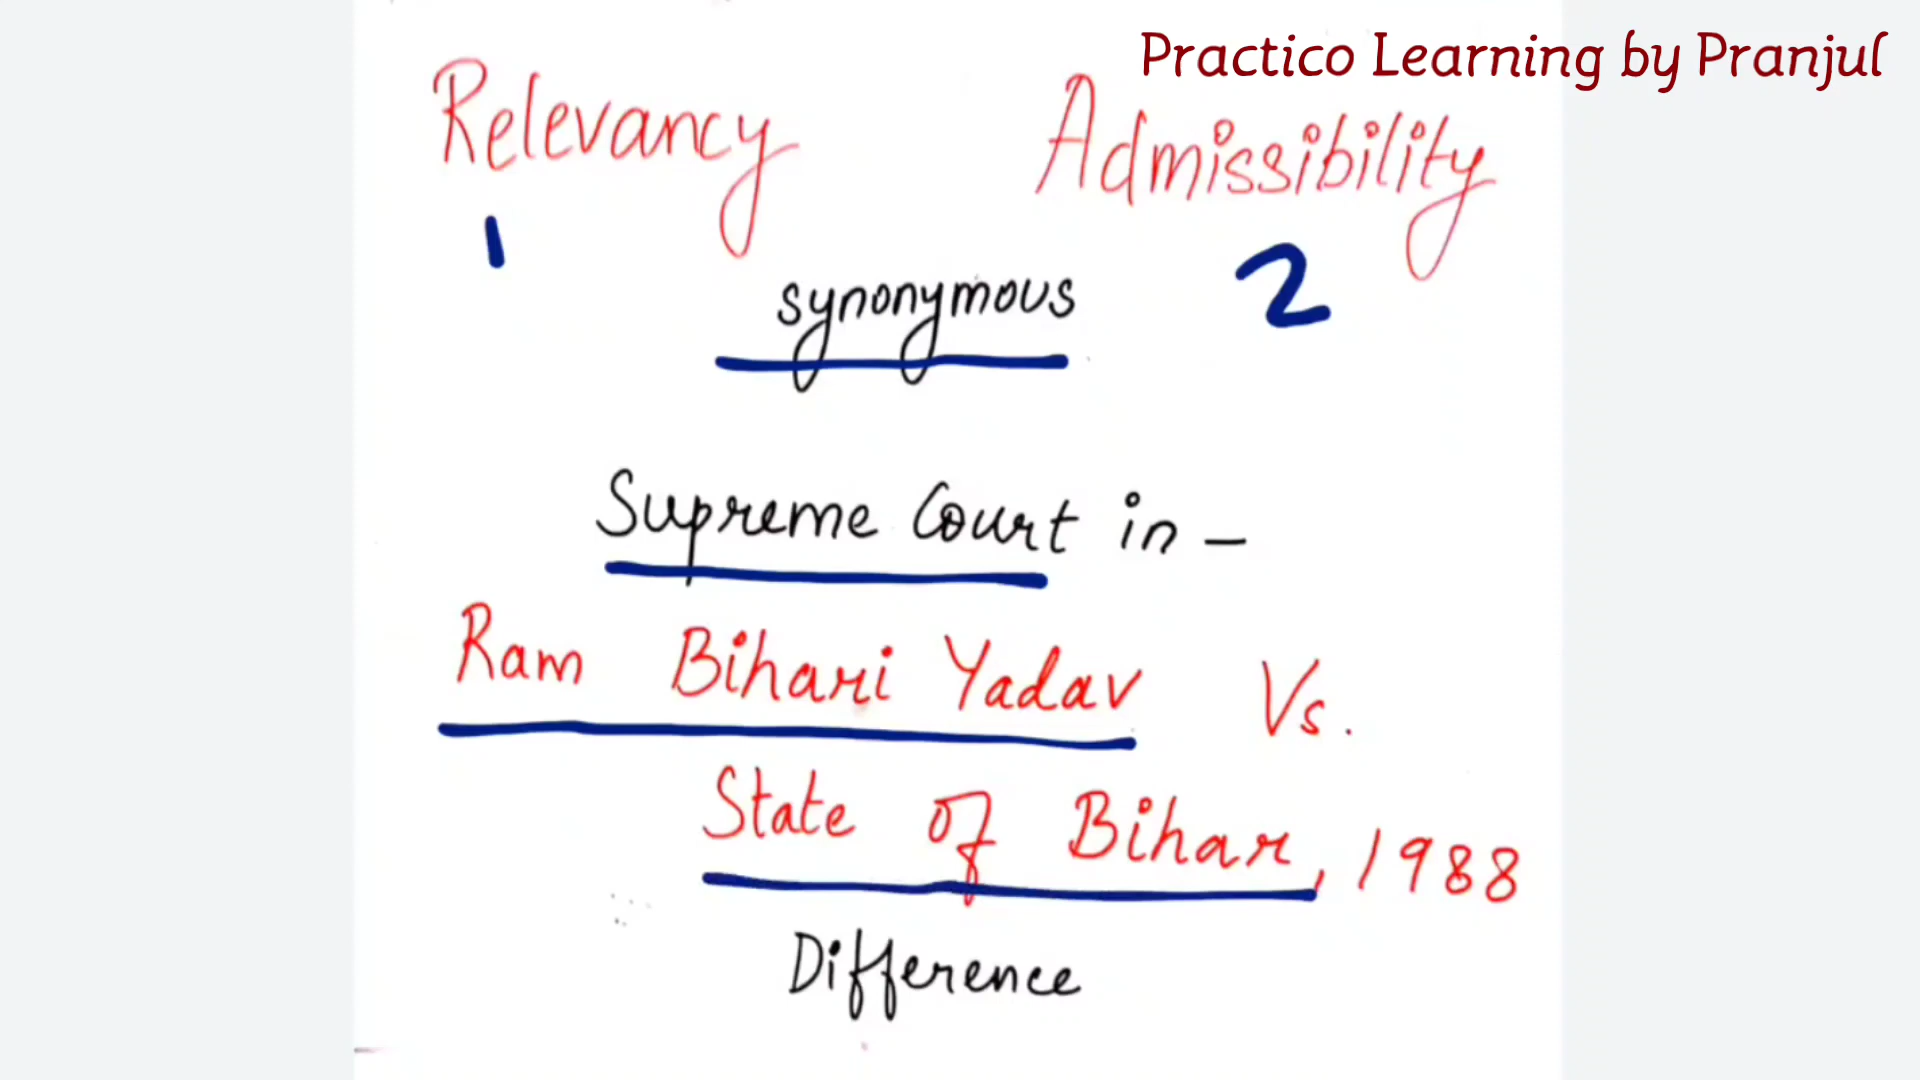 Practico Learning by Pranjul
Relevancy Admissibility
1 2
synonymous
Supreme Court in –
Ram Bihari Yadav Vs.
State of Bihar, 1988
Difference